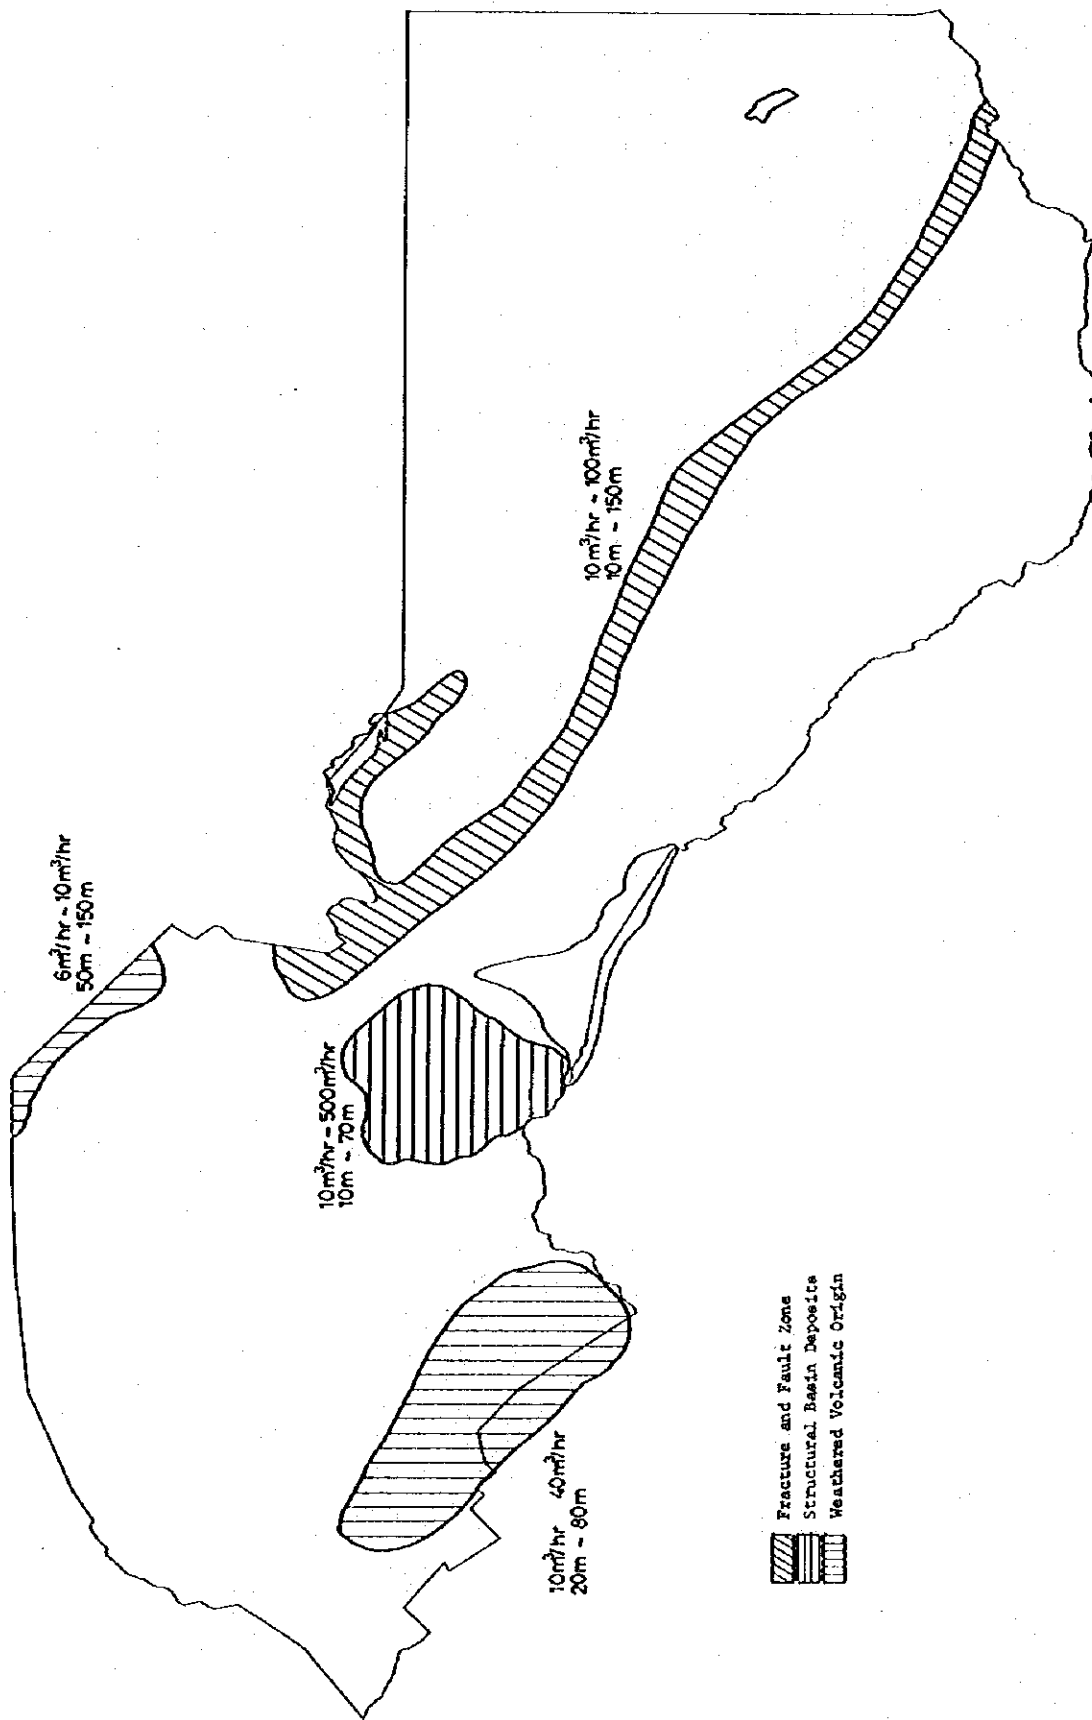 6m³/hr ~ 10m³/hr
50m ~ 150m
10m³/hr ~ 500m³/hr
10m ~ 70m
10m³/hr ~ 100m³/hr
10m ~ 150m
10m³/hr 40m³/hr
20m ~ 80m
Fracture and Fault Zone
Structural Basin Deposits
Weathered Volcanic Origin